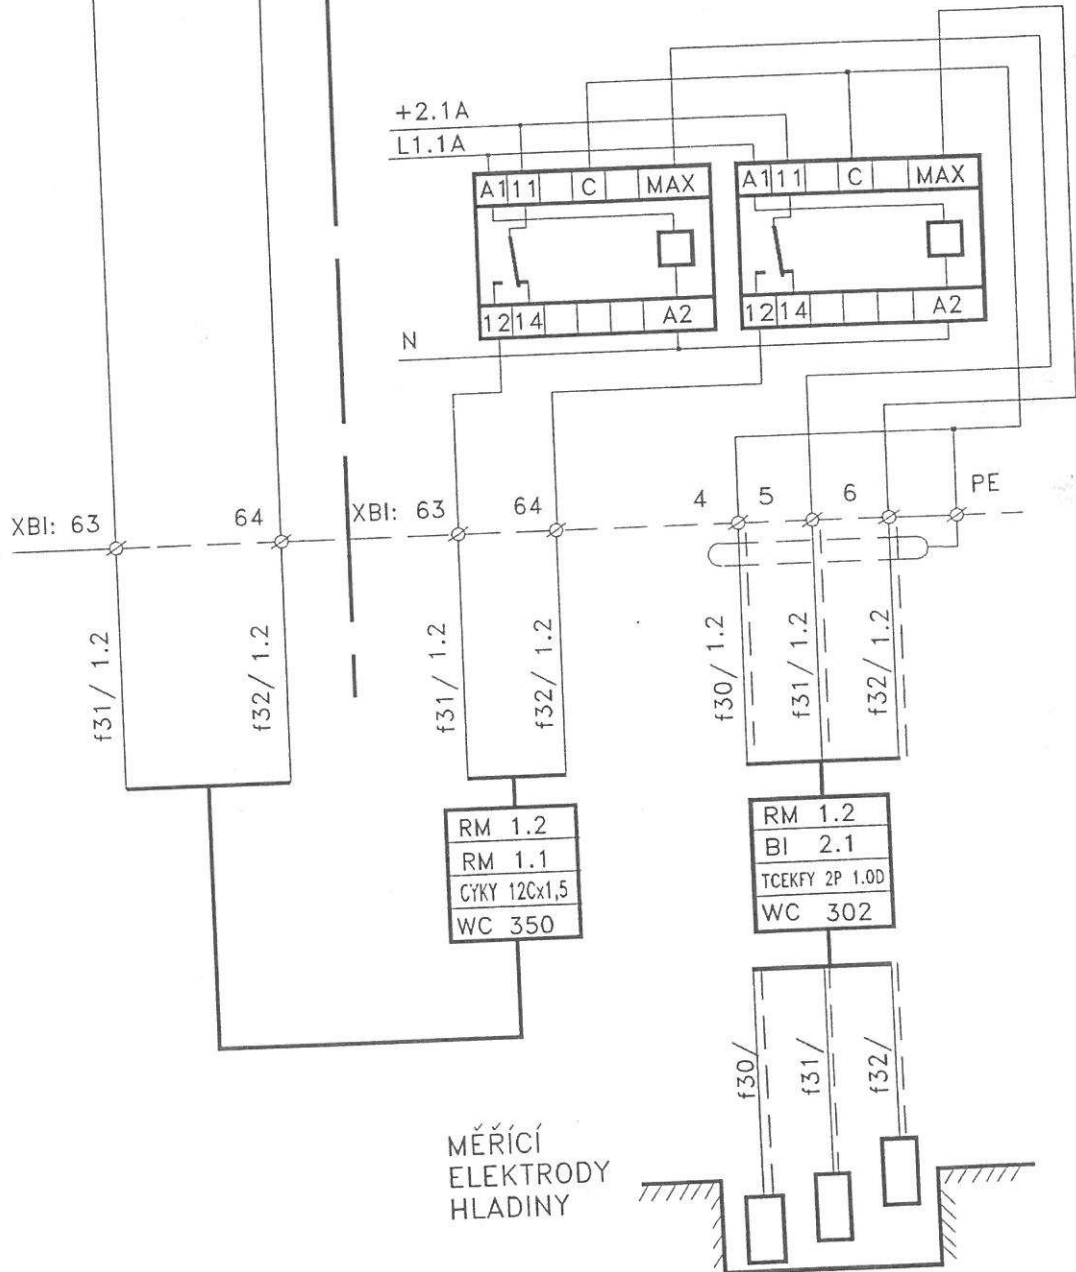 +2.1A
L1.1A
A1 11 C MAX
A1 11 C MAX
12 14 A2
12 14 A2
N
XBI: 63
64
XBI: 63
64
4
5
6
PE
f31/ 1.2
f32/ 1.2
f31/ 1.2
f32/ 1.2
f30/ 1.2
f31/ 1.2
f32/ 1.2
RM 1.2
RM 1.1
CYKY 12Cx1,5
WC 350
RM 1.2
BI 2.1
TCEKFY 2P 1.0D
WC 302
f30/
f31/
f32/
MĚŘÍCÍ
ELEKTRODY
HLADINY